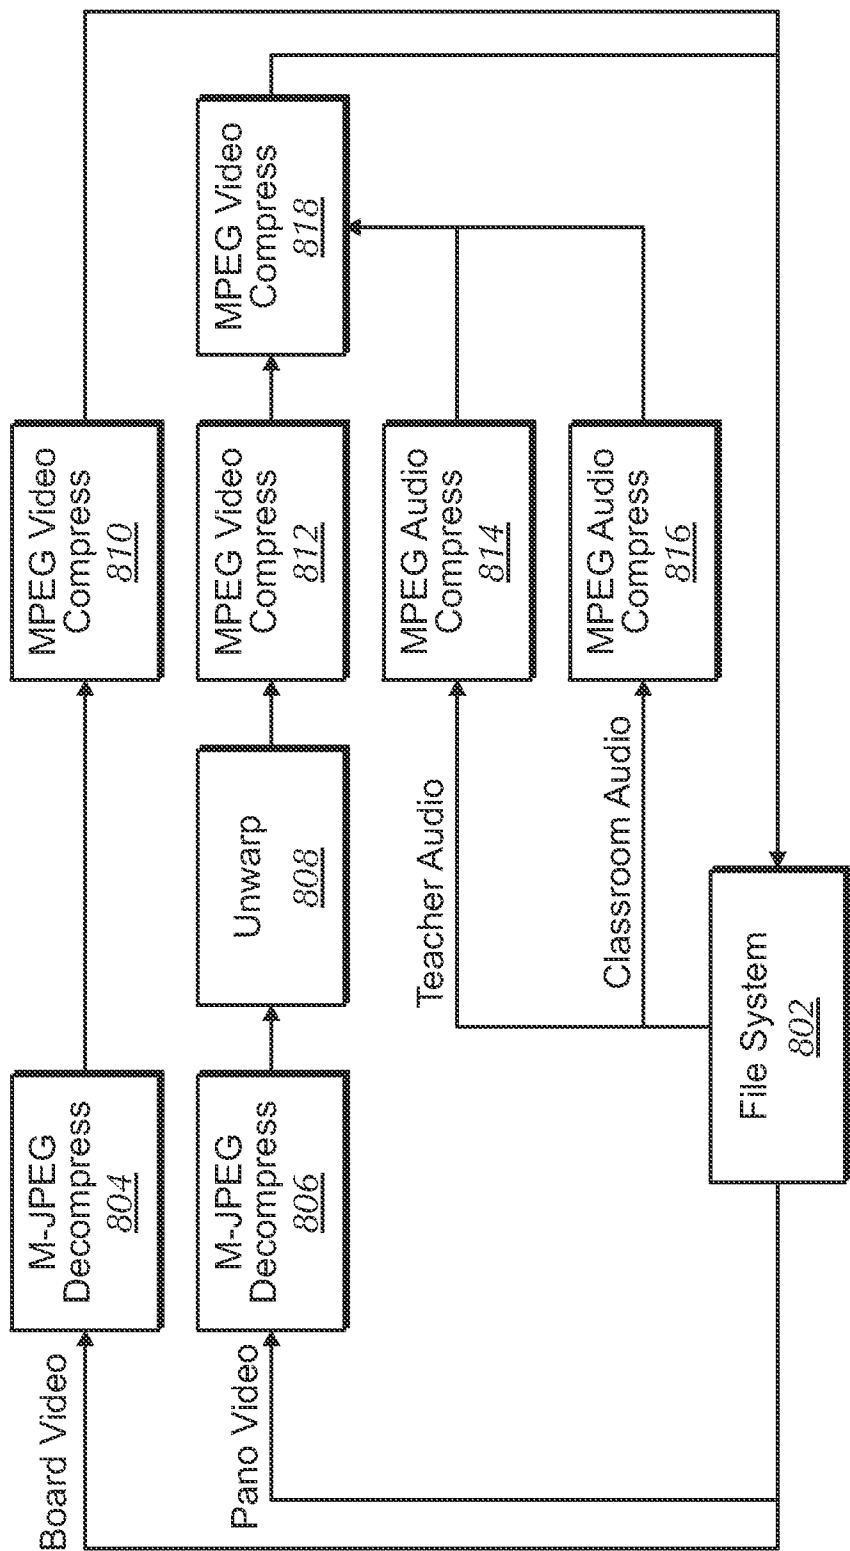 Board Video
M-JPEG
Decompress
804
MPEG Video
Compress
810
Pano Video
M-JPEG
Decompress
806
Unwarp
808
MPEG Video
Compress
812
MPEG Video
Compress
818
Teacher Audio
MPEG Audio
Compress
814
Classroom Audio
MPEG Audio
Compress
816
File System
802